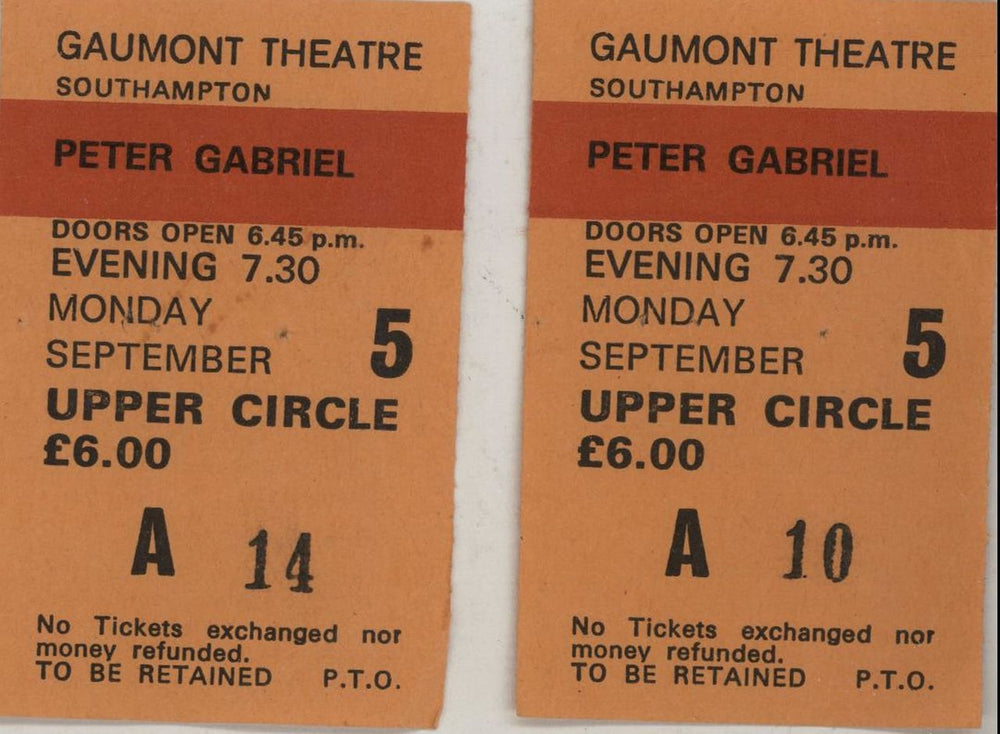 GAUMONT THEATRE
SOUTHAMPTON
PETER GABRIEL
DOORS OPEN 6.45 p.m.
EVENING 7.30
MONDAY
SEPTEMBER 5
UPPER CIRCLE
£6.00
A 14
No Tickets exchanged nor
money refunded.
TO BE RETAINED P.T.O.
GAUMONT THEATRE
SOUTHAMPTON
PETER GABRIEL
DOORS OPEN 6.45 p.m.
EVENING 7.30
MONDAY
SEPTEMBER 5
UPPER CIRCLE
£6.00
A 10
No Tickets exchanged nor
money refunded.
TO BE RETAINED P.T.O.